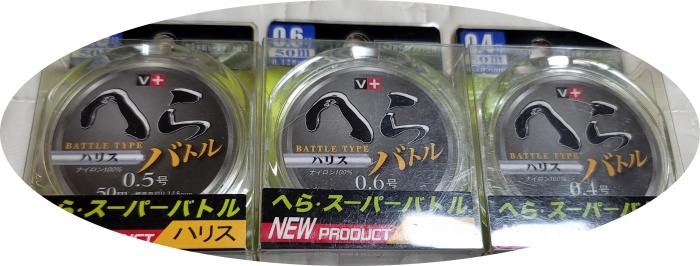 V+
へら
BATTLE TYPE
ハリス
バトル
ナイロン100%
0.5号
50m
へら・スーパーバトル
ハリス
0.6
50m
V+
へら
BATTLE TYPE
ハリス
バトル
ナイロン100%
0.6号
へら・スーパーバトル
NEW PRODUCT
0.4
50m
V+
へら
BATTLE TYPE
ハリス
バトル
ナイロン100%
0.4号
へら・スーパーバ